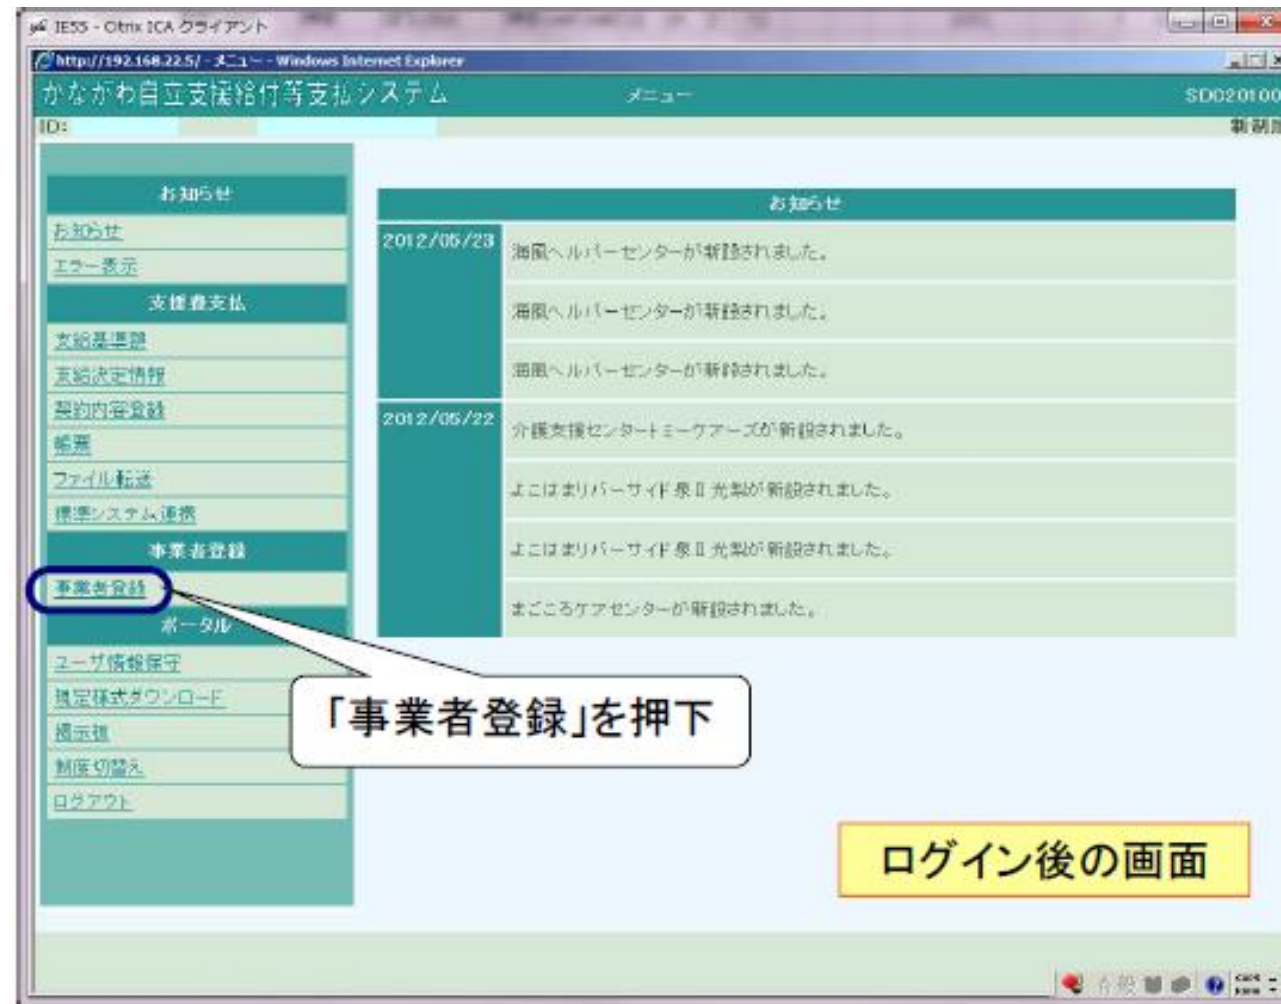 IE55 - Citrix ICA クライアント
http://192.168.22.5/ - メニュー - Windows Internet Explorer
かながわ自立支援給付等支払システム
メニュー
SD020100
ID:
お知らせ
お知らせ
エラー表示
支援費支払
支給基準額
支給決定情報
契約内容登録
帳票
ファイル転送
標準システム連携
事業者登録
事業者登録
ポータル
ユーザ情報保守
規定様式ダウンロード
掲示板
制度切替え
ログアウト
お知らせ
2012/05/23
海風ヘルパーセンターが新設されました。
海風ヘルパーセンターが新設されました。
海風ヘルパーセンターが新設されました。
2012/05/22
介護支援センタートミーケアーズが新設されました。
よこはまリバーサイド泉Ⅱ光梨が新設されました。
よこはまリバーサイド泉Ⅱ光梨が新設されました。
まごころケアセンターが新設されました。
「事業者登録」を押下
ログイン後の画面